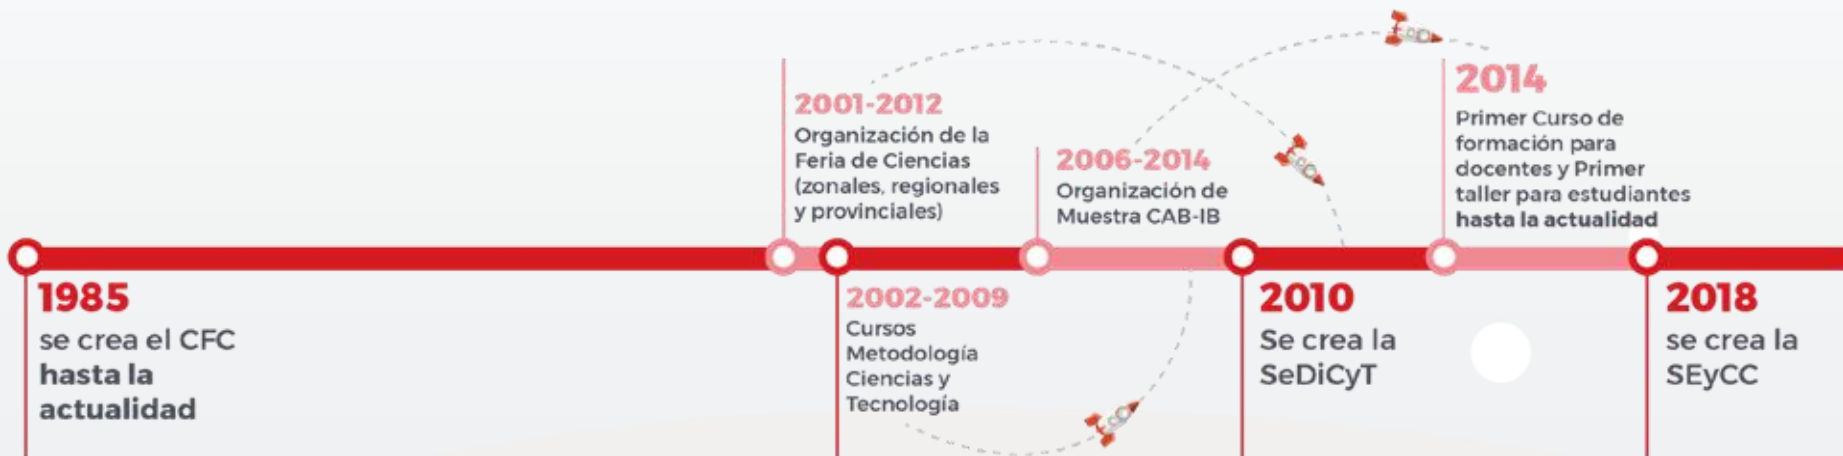 1985
se crea el CFC
hasta la
actualidad
2001-2012
Organización de la
Feria de Ciencias
(zonales, regionales
y provinciales)
2002-2009
Cursos
Metodología
Ciencias y
Tecnología
2006-2014
Organización de
Muestra CAB-IB
2010
Se crea la
SeDiCyT
2014
Primer Curso de
formación para
docentes y Primer
taller para estudiantes
hasta la actualidad
2018
se crea la
SEyCC